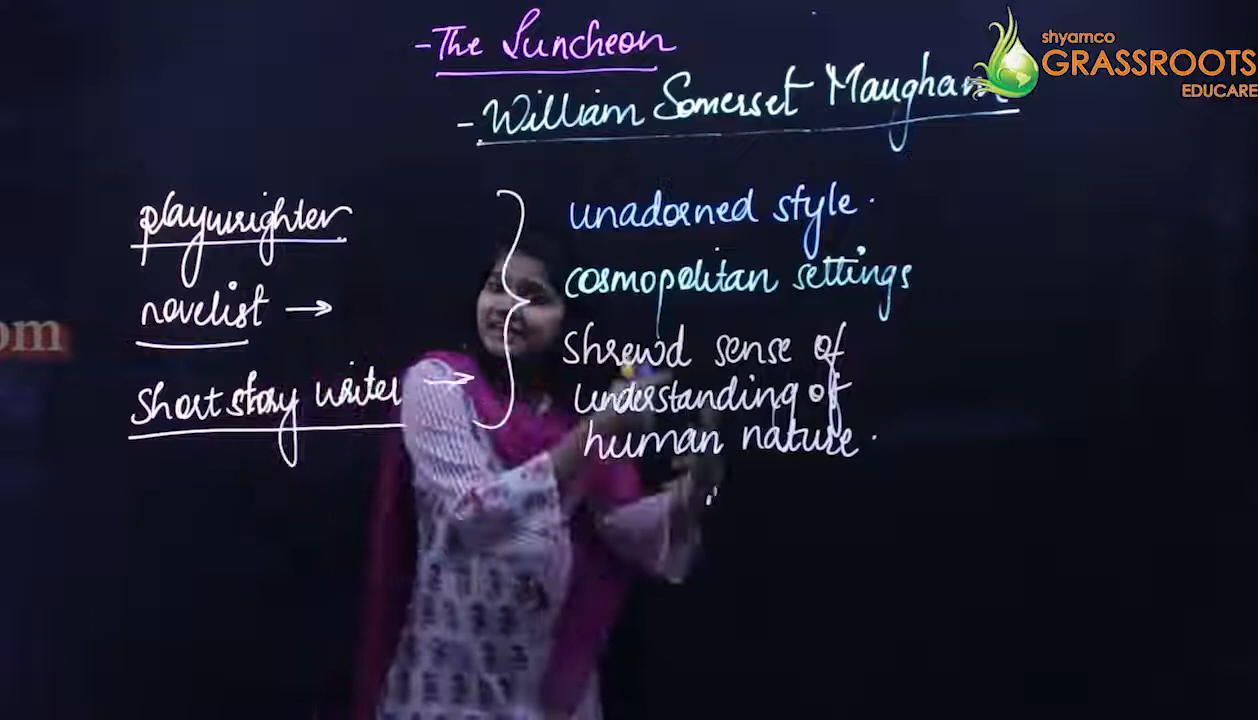 - The Luncheon
- William Somerset Maugham
shyamco
GRASSROOTS
EDUCARE
playwrighter
novelist →
short story writer →
unadorned style.
cosmopolitan settings
Shrewd sense of
understanding of
human nature.
om